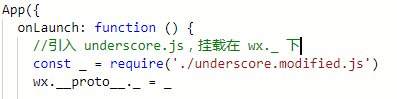 App({
onLaunch: function () {
//引入 underscore.js，挂载在 wx._ 下
const _ = require('./underscore.modified.js')
wx.__proto__._ = _